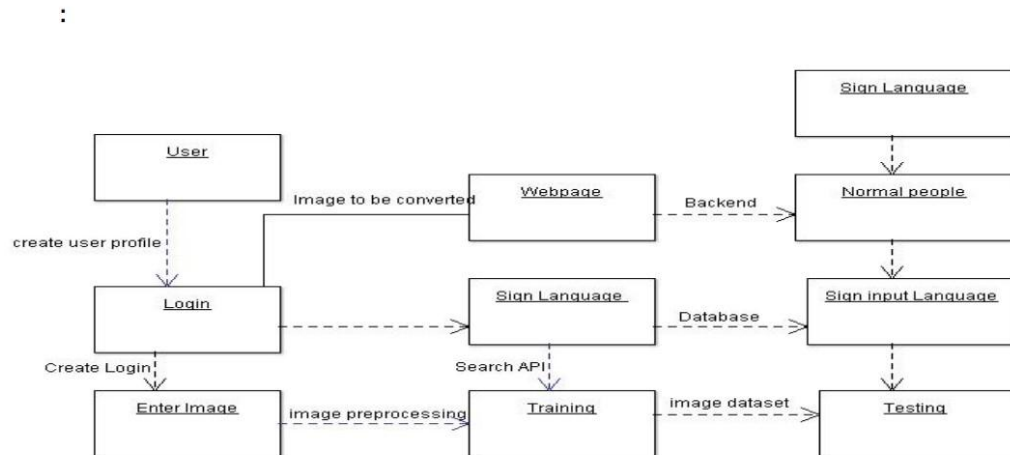 :
Sign Language
User
Image to be converted
Webpage
Backend
Normal people
create user profile
Login
Sign Language
Database
Sign input Language
Create Login
Search API
Enter Image
image preprocessing
Training
image dataset
Testing